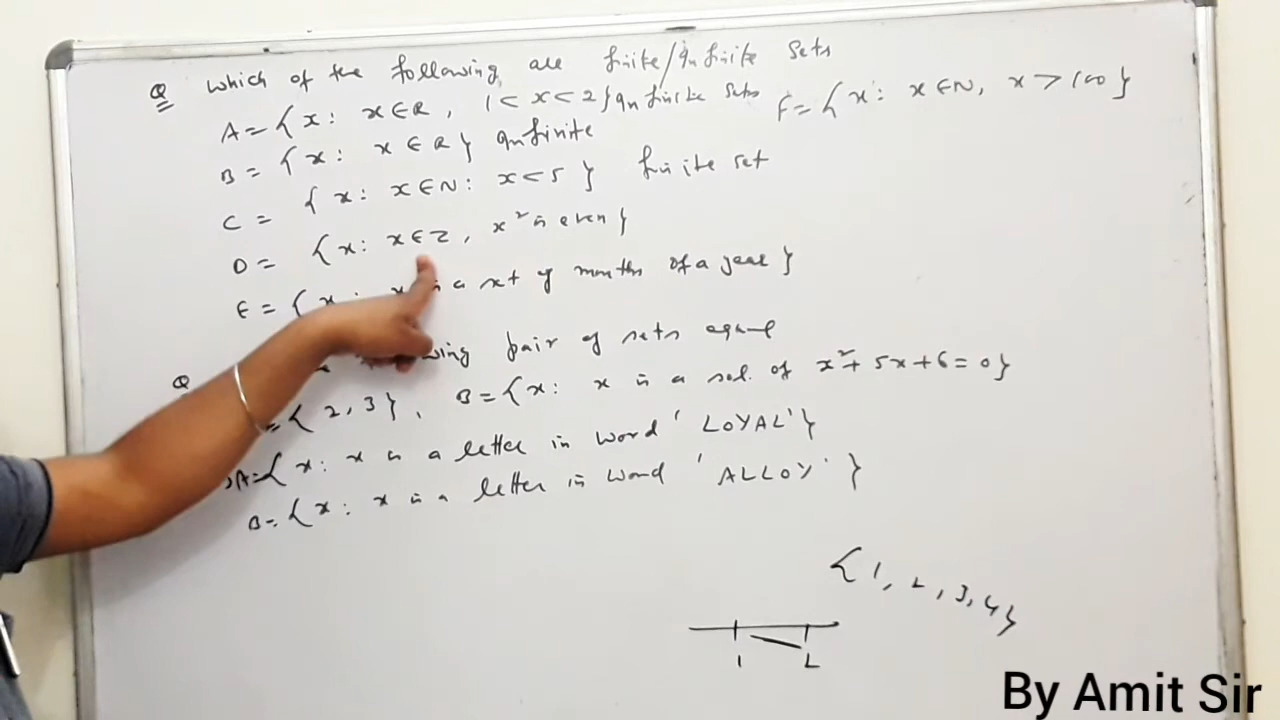 Q Which of the following are finite/Infinite Sets
A = {x : x ∈ R, 1 < x < 2} Infinite Sets
F = {x : x ∈ N, x > 100}
B = {x : x ∈ R} Infinite
C = {x : x ∈ N : x < 5} finite set
D = {x : x ∈ Z, x² is even}
E = {x : is a set of months of a year}
Q pair of sets equal
= {2, 3}, B = {x : x is a sol. of x² + 5x + 6 = 0}
A = {x : x is a letter in word 'LOYAL'}
B = {x : x is a letter in word 'ALLOY'}
{1, 2, 3, 4}
1 2
By Amit Sir